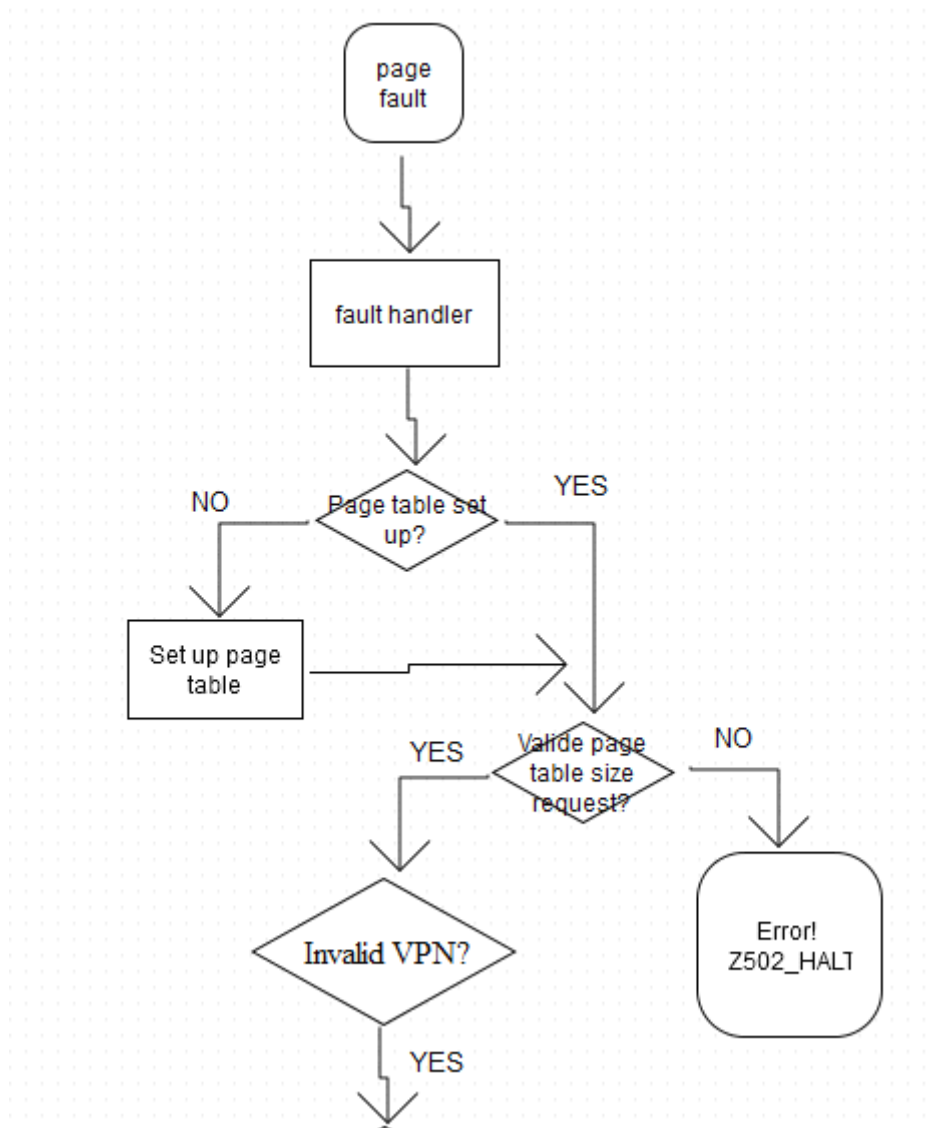 page
fault
fault handler
NO
YES
Page table set
up?
Set up page
table
YES
NO
Valide page
table size
request?
Error!
Z502_HALT
Invalid VPN?
YES